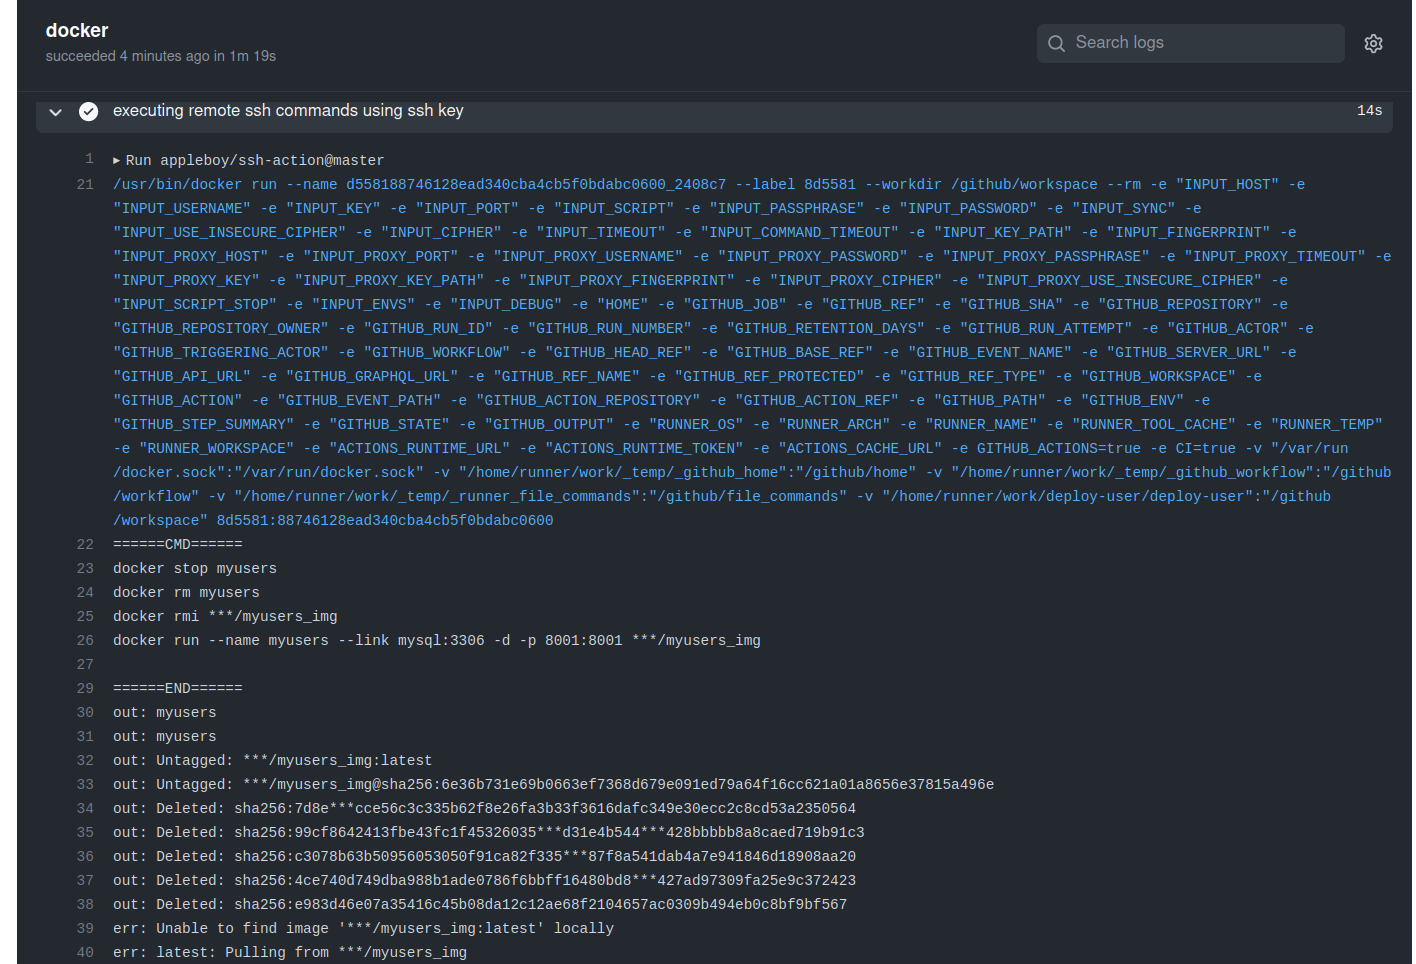 docker
succeeded 4 minutes ago in 1m 19s
Search logs
executing remote ssh commands using ssh key
14s
1 ▸ Run appleboy/ssh-action@master
21 /usr/bin/docker run --name d558188746128ead340cba4cb5f0bdabc0600_2408c7 --label 8d5581 --workdir /github/workspace --rm -e "INPUT_HOST" -e
"INPUT_USERNAME" -e "INPUT_KEY" -e "INPUT_PORT" -e "INPUT_SCRIPT" -e "INPUT_PASSPHRASE" -e "INPUT_PASSWORD" -e "INPUT_SYNC" -e
"INPUT_USE_INSECURE_CIPHER" -e "INPUT_CIPHER" -e "INPUT_TIMEOUT" -e "INPUT_COMMAND_TIMEOUT" -e "INPUT_KEY_PATH" -e "INPUT_FINGERPRINT" -e
"INPUT_PROXY_HOST" -e "INPUT_PROXY_PORT" -e "INPUT_PROXY_USERNAME" -e "INPUT_PROXY_PASSWORD" -e "INPUT_PROXY_PASSPHRASE" -e "INPUT_PROXY_TIMEOUT" -e
"INPUT_PROXY_KEY" -e "INPUT_PROXY_KEY_PATH" -e "INPUT_PROXY_FINGERPRINT" -e "INPUT_PROXY_CIPHER" -e "INPUT_PROXY_USE_INSECURE_CIPHER" -e
"INPUT_SCRIPT_STOP" -e "INPUT_ENVS" -e "INPUT_DEBUG" -e "HOME" -e "GITHUB_JOB" -e "GITHUB_REF" -e "GITHUB_SHA" -e "GITHUB_REPOSITORY" -e
"GITHUB_REPOSITORY_OWNER" -e "GITHUB_RUN_ID" -e "GITHUB_RUN_NUMBER" -e "GITHUB_RETENTION_DAYS" -e "GITHUB_RUN_ATTEMPT" -e "GITHUB_ACTOR" -e
"GITHUB_TRIGGERING_ACTOR" -e "GITHUB_WORKFLOW" -e "GITHUB_HEAD_REF" -e "GITHUB_BASE_REF" -e "GITHUB_EVENT_NAME" -e "GITHUB_SERVER_URL" -e
"GITHUB_API_URL" -e "GITHUB_GRAPHQL_URL" -e "GITHUB_REF_NAME" -e "GITHUB_REF_PROTECTED" -e "GITHUB_REF_TYPE" -e "GITHUB_WORKSPACE" -e
"GITHUB_ACTION" -e "GITHUB_EVENT_PATH" -e "GITHUB_ACTION_REPOSITORY" -e "GITHUB_ACTION_REF" -e "GITHUB_PATH" -e "GITHUB_ENV" -e
"GITHUB_STEP_SUMMARY" -e "GITHUB_STATE" -e "GITHUB_OUTPUT" -e "RUNNER_OS" -e "RUNNER_ARCH" -e "RUNNER_NAME" -e "RUNNER_TOOL_CACHE" -e "RUNNER_TEMP"
-e "RUNNER_WORKSPACE" -e "ACTIONS_RUNTIME_URL" -e "ACTIONS_RUNTIME_TOKEN" -e "ACTIONS_CACHE_URL" -e GITHUB_ACTIONS=true -e CI=true -v "/var/run
/docker.sock":"/var/run/docker.sock" -v "/home/runner/work/_temp/_github_home":"/github/home" -v "/home/runner/work/_temp/_github_workflow":"/github
/workflow" -v "/home/runner/work/_temp/_runner_file_commands":"/github/file_commands" -v "/home/runner/work/deploy-user/deploy-user":"/github
/workspace" 8d5581:88746128ead340cba4cb5f0bdabc0600
22 ======CMD======
23 docker stop myusers
24 docker rm myusers
25 docker rmi ***/myusers_img
26 docker run --name myusers --link mysql:3306 -d -p 8001:8001 ***/myusers_img
27
29 ======END======
30 out: myusers
31 out: myusers
32 out: Untagged: ***/myusers_img:latest
33 out: Untagged: ***/myusers_img@sha256:6e36b731e69b0663ef7368d679e091ed79a64f16cc621a01a8656e37815a496e
34 out: Deleted: sha256:7d8e***cce56c3c335b62f8e26fa3b33f3616dafc349e30ecc2c8cd53a2350564
35 out: Deleted: sha256:99cf8642413fbe43fc1f45326035***d31e4b544***428bbbbb8a8caed719b91c3
36 out: Deleted: sha256:c3078b63b50956053050f91ca82f335***87f8a541dab4a7e941846d18908aa20
37 out: Deleted: sha256:4ce740d749dba988b1ade0786f6bbff16480bd8***427ad97309fa25e9c372423
38 out: Deleted: sha256:e983d46e07a35416c45b08da12c12ae68f2104657ac0309b494eb0c8bf9bf567
39 err: Unable to find image '***/myusers_img:latest' locally
40 err: latest: Pulling from ***/myusers_img